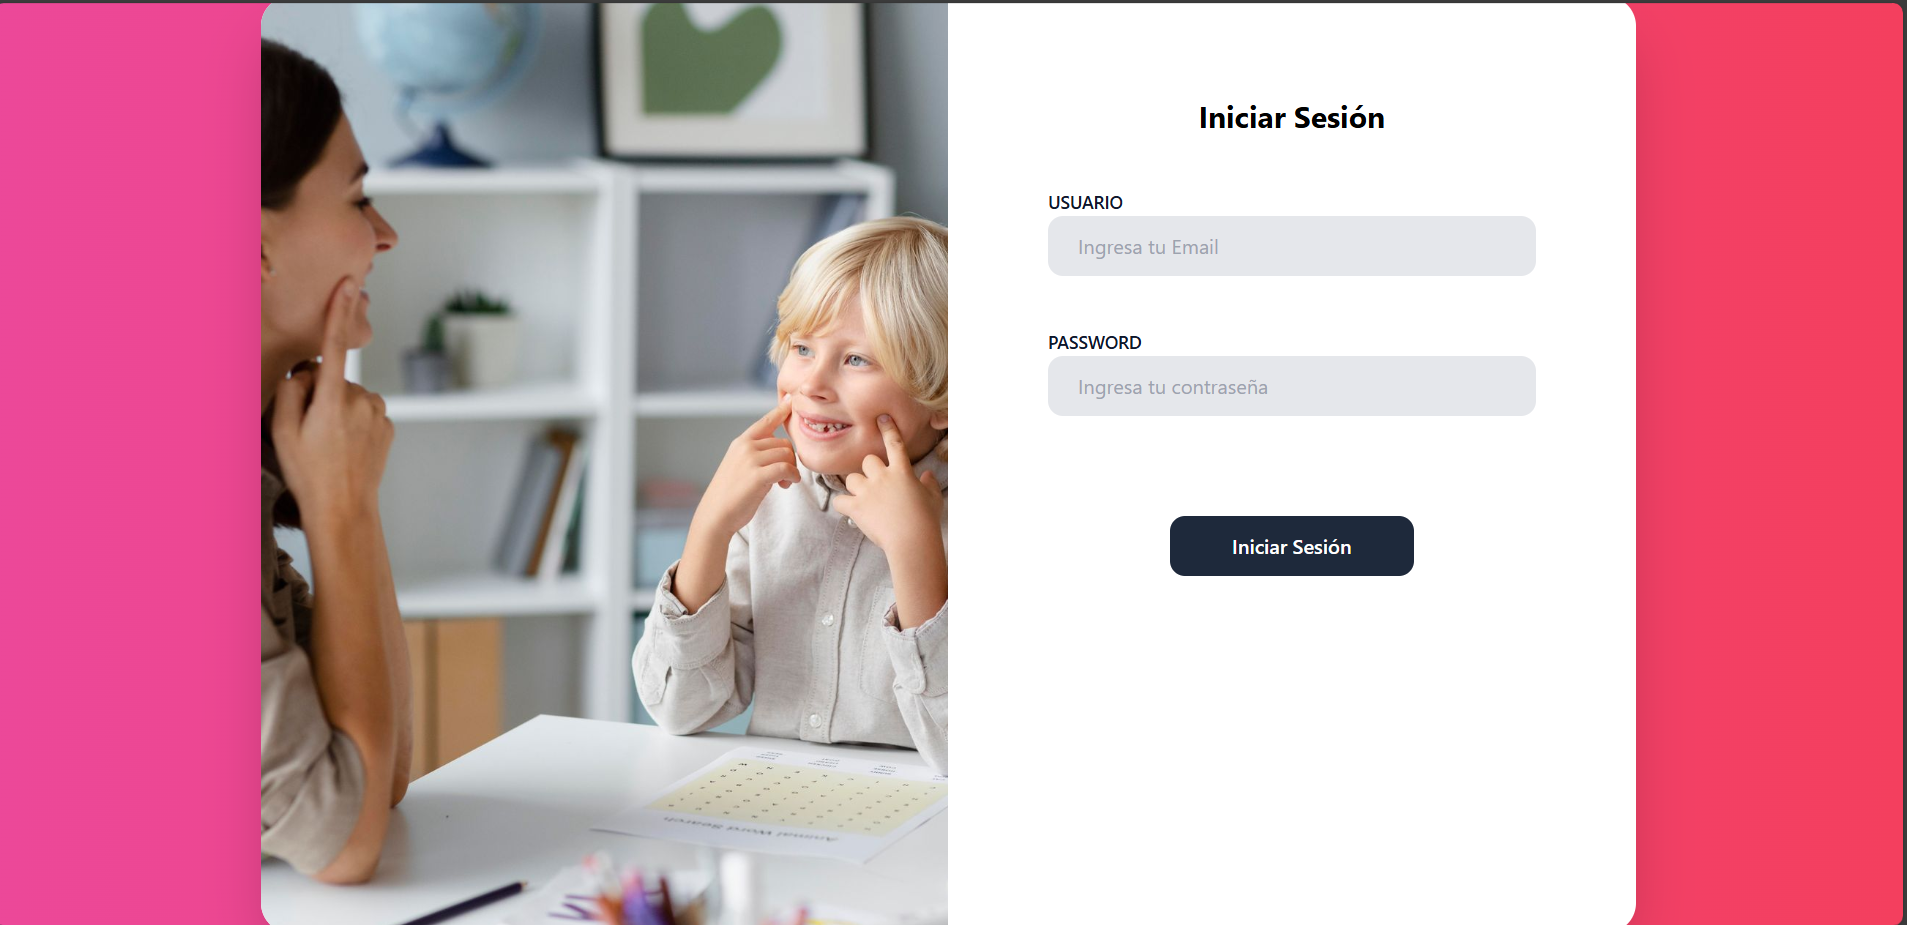 Iniciar Sesión
USUARIO
Ingresa tu Email
PASSWORD
Ingresa tu contraseña
Iniciar Sesión
Animal Word Search